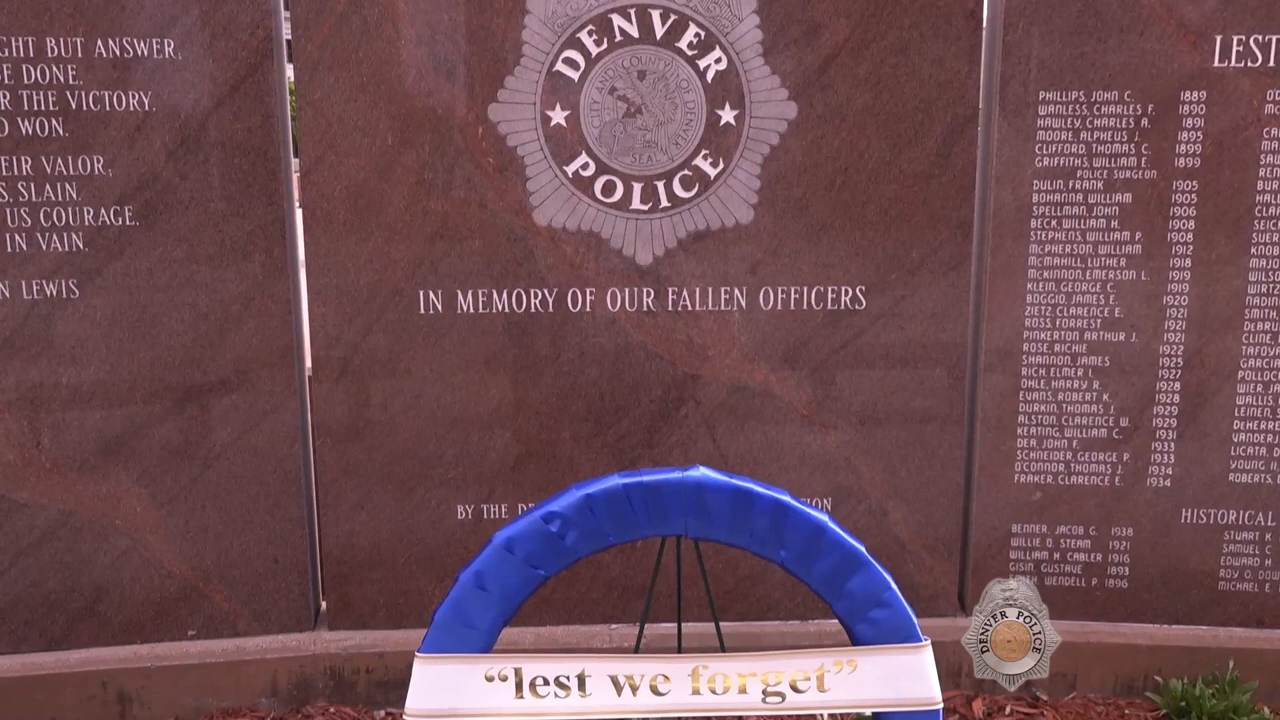 GHT BUT ANSWER,
BE DONE.
R THE VICTORY.
D WON.
EIR VALOR,
S, SLAIN.
US COURAGE.
IN VAIN.
N LEWIS
DENVER
POLICE
CITY AND COUNTY OF DENVER
SEAL
IN MEMORY OF OUR FALLEN OFFICERS
BY THE
LEST
PHILLIPS, JOHN C. 1889
WANLESS, CHARLES F. 1890
HAWLEY, CHARLES A. 1891
MOORE, ALPHEUS J. 1895
CLIFFORD, THOMAS C. 1899
GRIFFITHS, WILLIAM E. 1899
POLICE SURGEON
DULIN, FRANK 1905
BOHANNA, WILLIAM 1905
SPELLMAN, JOHN 1906
BECK, WILLIAM H. 1908
STEPHENS, WILLIAM P. 1908
McPHERSON, WILLIAM 1912
McMAHILL, LUTHER 1918
McKINNON, EMERSON L. 1919
KLEIN, GEORGE C. 1919
BOGGIO, JAMES E. 1920
ZIETZ, CLARENCE E. 1921
ROSS, FORREST 1921
PINKERTON ARTHUR J. 1921
ROSE, RICHIE 1922
SHANNON, JAMES 1925
RICH, ELMER I. 1927
OHLE, HARRY R. 1928
EVANS, ROBERT K. 1928
DURKIN, THOMAS J. 1929
ALSTON, CLARENCE W. 1929
KEATING, WILLIAM C. 1931
DEA, JOHN F. 1933
SCHNEIDER, GEORGE P. 1933
O'CONNOR, THOMAS J. 1934
FRAKER, CLARENCE E. 1934
HISTORICAL
BENNER, JACOB G. 1938
WILLIE O. STEAM 1921
WILLIAM H. CABLER 1916
GISIN, GUSTAVE 1893
WENDELL P. 1896
STUART K
SAMUEL C
EDWARD H
ROY O. DOW
MICHAEL E
"lest we forget"
DENVER POLICE